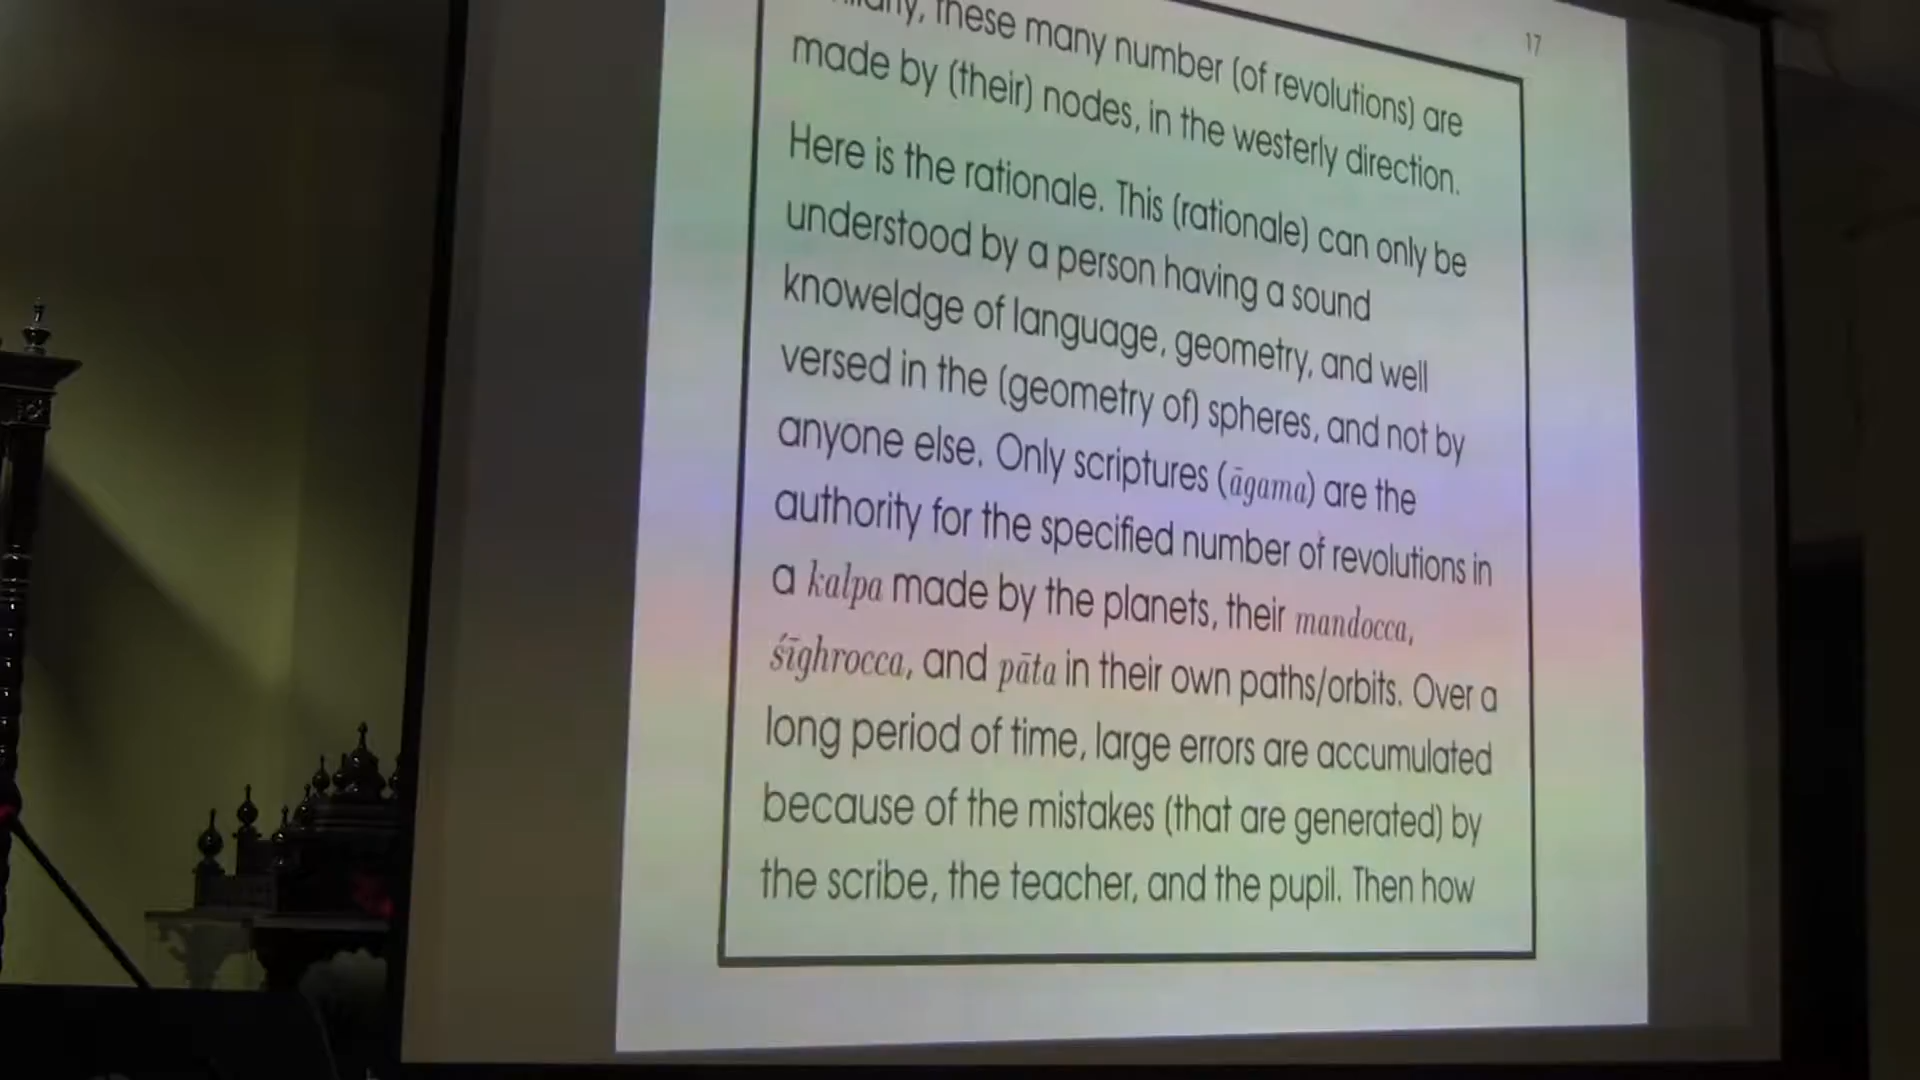 17
these many number (of revolutions) are
made by (their) nodes, in the westerly direction.
Here is the rationale. This (rationale) can only be
understood by a person having a sound
knoweldge of language, geometry, and well
versed in the (geometry of) spheres, and not by
anyone else. Only scriptures (āgama) are the
authority for the specified number of revolutions in
a kalpa made by the planets, their mandocca,
śīghrocca, and pāta in their own paths/orbits. Over a
long period of time, large errors are accumulated
because of the mistakes (that are generated) by
the scribe, the teacher, and the pupil. Then how